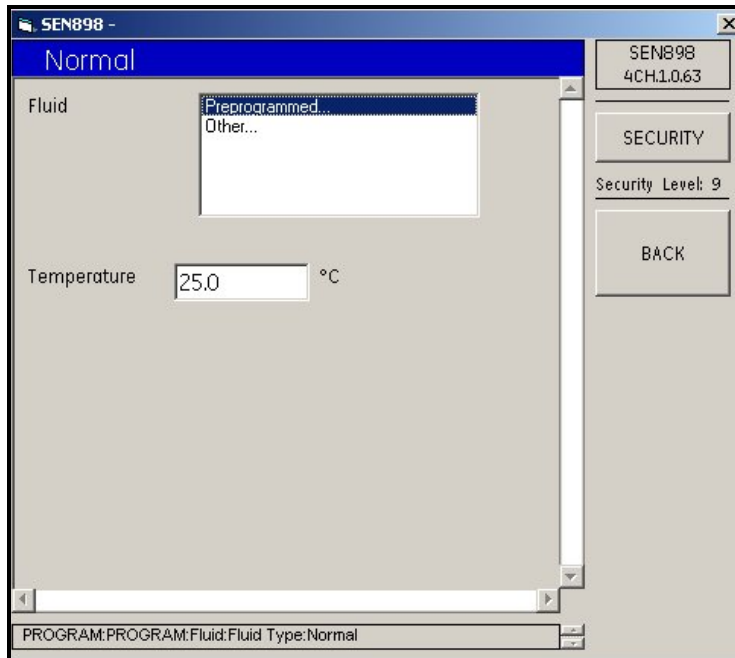 SEN898 -
Normal
SEN898
4CH.1.0.63
Fluid
Preprogrammed...
Other...
SECURITY
Security Level: 9
BACK
Temperature
25.0
°C
PROGRAM:PROGRAM:Fluid:Fluid Type:Normal